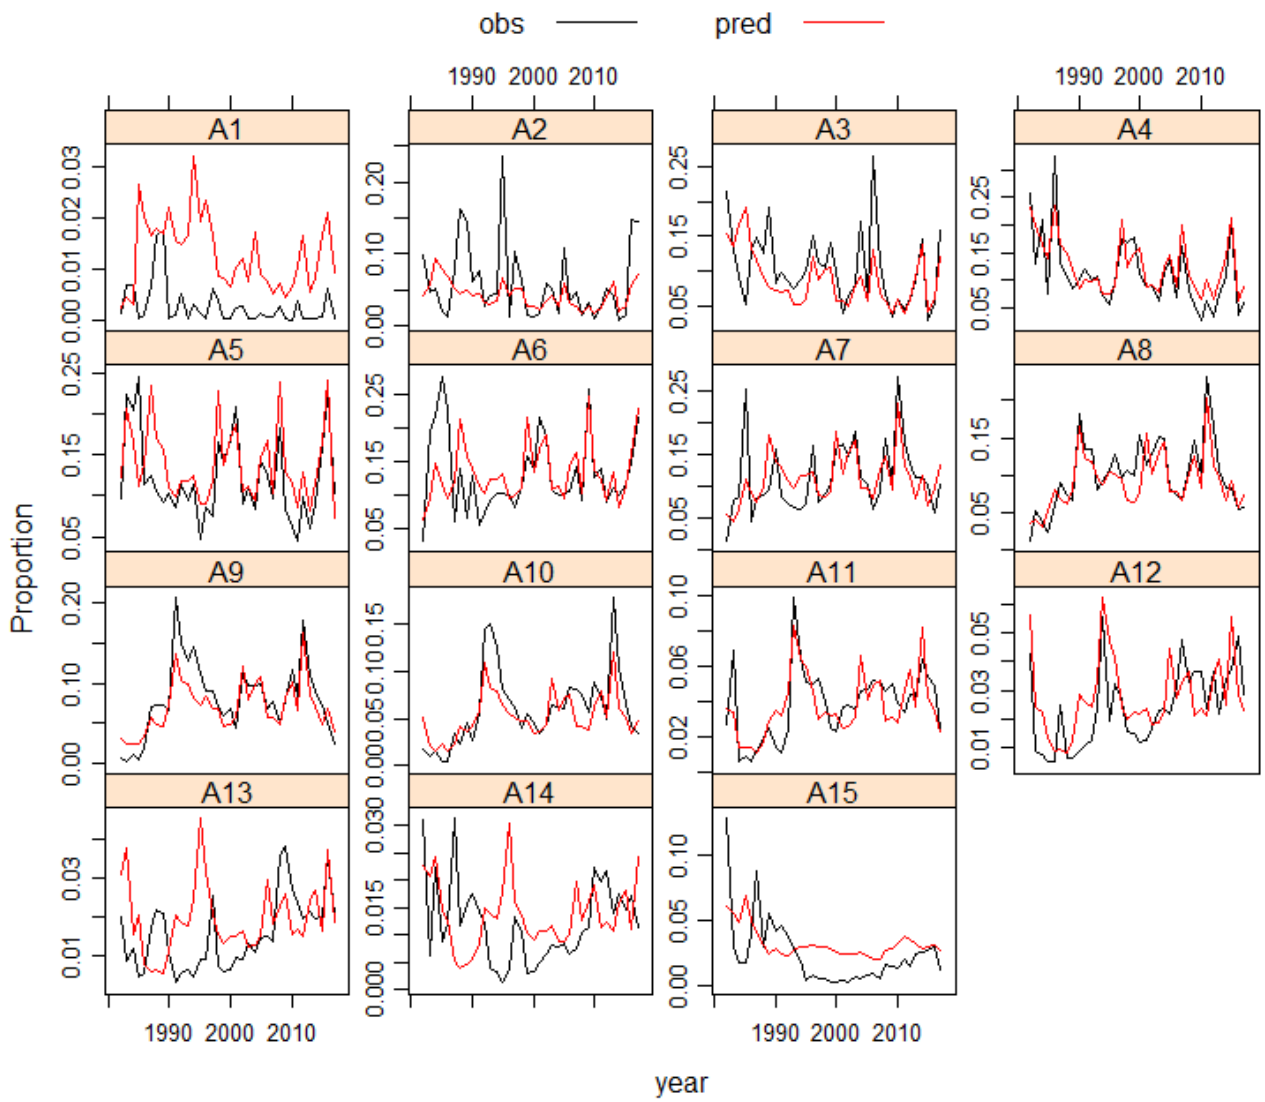 obs pred
1990 2000 2010 1990 2000 2010
A1 A2 A3 A4
0.00 0.01 0.02 0.03
0.00 0.10 0.20
0.05 0.15 0.25
0.05 0.15 0.25
A5 A6 A7 A8
0.05 0.15 0.25
0.05 0.15 0.25
0.05 0.15 0.25
0.05 0.15
Proportion
A9 A10 A11 A12
0.00 0.10 0.20
0.00 0.05 0.10 0.15
0.02 0.06 0.10
0.01 0.03 0.05
A13 A14 A15
0.01 0.03
0.000 0.015 0.030
0.00 0.05 0.10
1990 2000 2010 1990 2000 2010
year